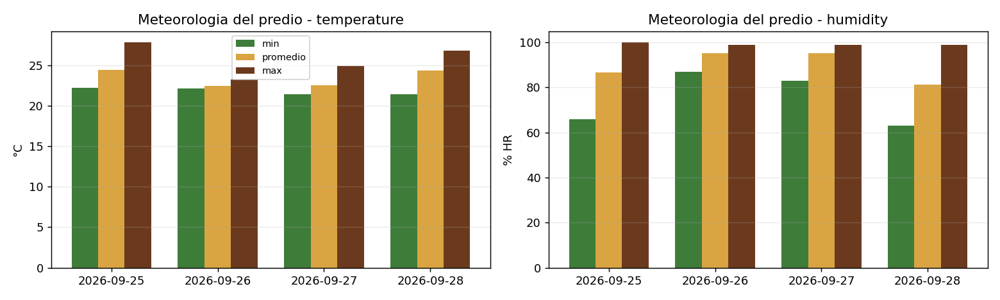 Meteorologia del predio - temperature
°C
25
20
15
10
5
0
min
promedio
max
2026-09-25 2026-09-26 2026-09-27 2026-09-28
Meteorologia del predio - humidity
% HR
100
80
60
40
20
0
2026-09-25 2026-09-26 2026-09-27 2026-09-28